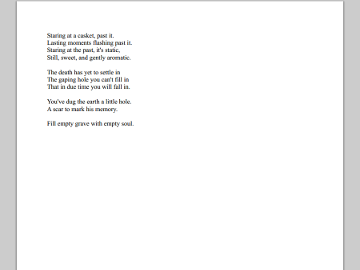 Staring at a casket, past it.
Lasting moments flashing past it.
Staring at the past, it's static,
Still, sweet, and gently aromatic.
The death has yet to settle in
The gaping hole you can't fill in
That in due time you will fall in.
You've dug the earth a little hole.
A scar to mark his memory.
Fill empty grave with empty soul.